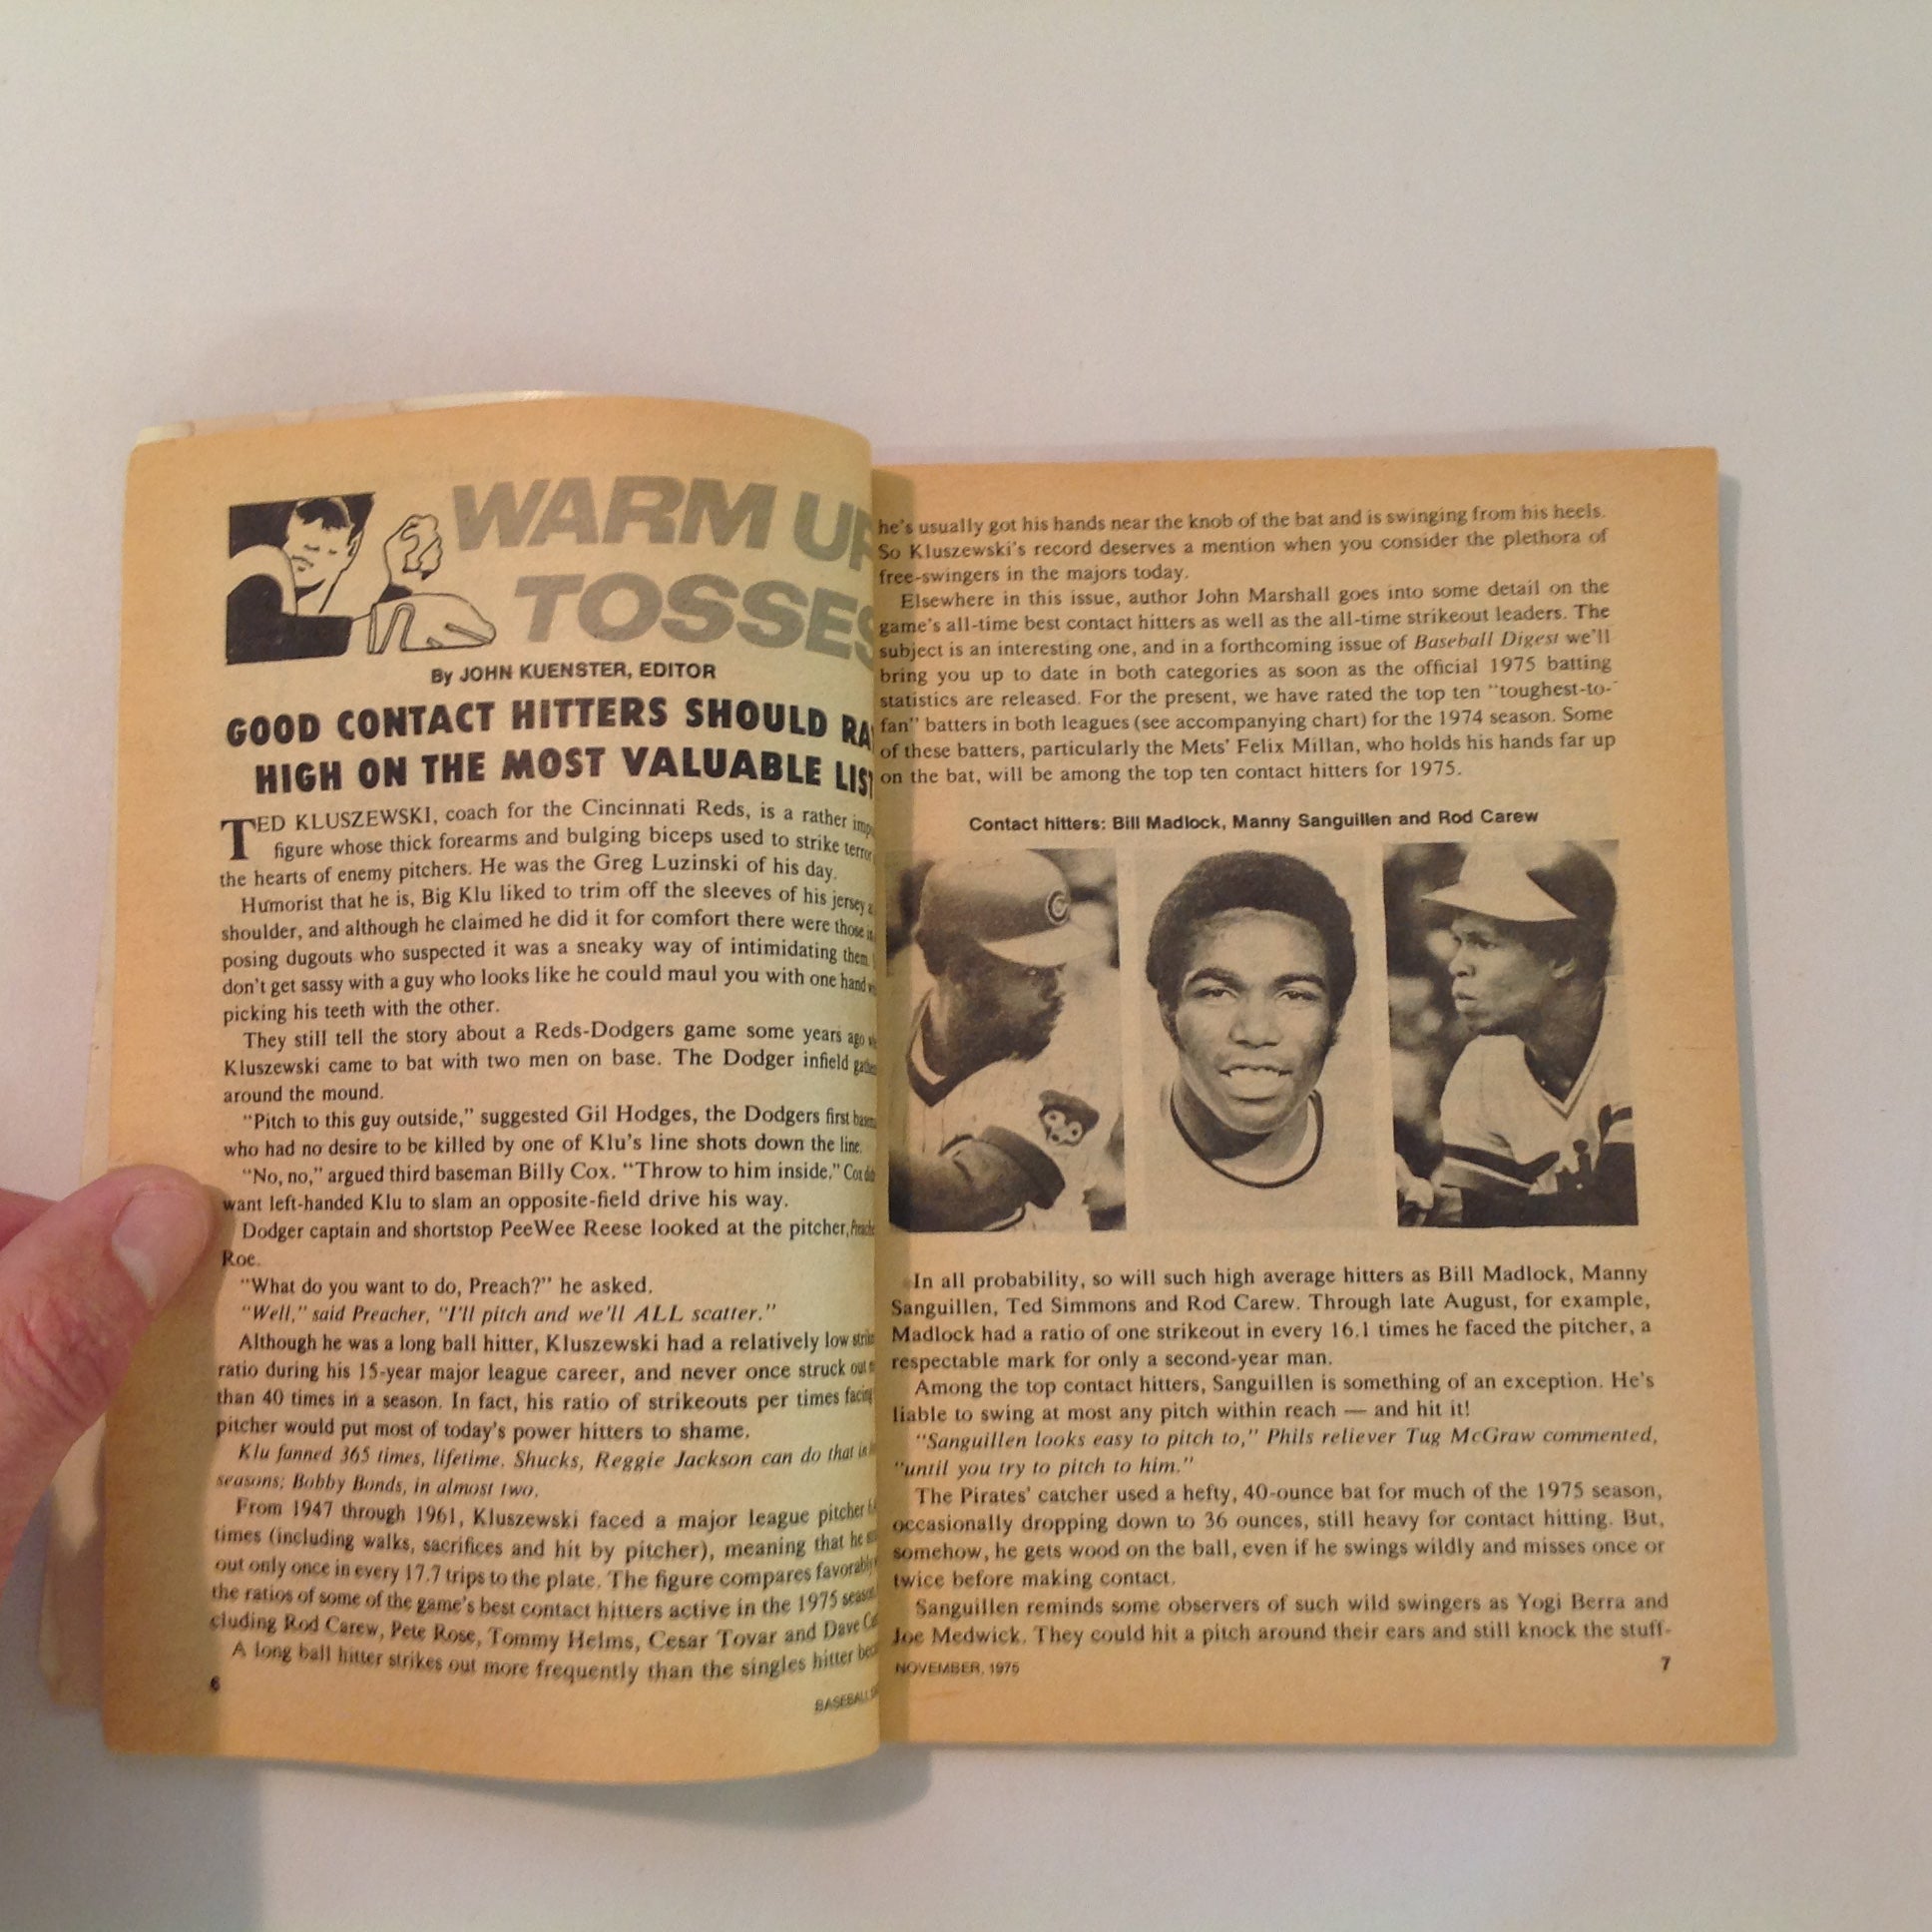 WARM UP
TOSSES
By JOHN KUENSTER, EDITOR
GOOD CONTACT HITTERS SHOULD
HIGH ON THE MOST VALUABLE LIST
TED KLUSZEWSKI, coach for the Cincinnati Reds, is a rather
figure whose thick forearms and bulging biceps used to strike terror
the hearts of enemy pitchers. He was the Greg Luzinski of his day.
Humorist that he is, Big Klu liked to trim off the sleeves of his jersey
shoulder, and although he claimed he did it for comfort there were those
posing dugouts who suspected it was a sneaky way of intimidating them
don't get sassy with a guy who looks like he could maul you with one hand
picking his teeth with the other.
They still tell the story about a Reds-Dodgers game some years ago
Kluszewski came to bat with two men on base. The Dodger infield
around the mound.
"Pitch to this guy outside," suggested Gil Hodges, the Dodgers first
who had no desire to be killed by one of Klu's line shots down the line.
"No, no," argued third baseman Billy Cox. "Throw to him inside." Cox
want left-handed Klu to slam an opposite-field drive his way.
Dodger captain and shortstop PeeWee Reese looked at the pitcher,
Roe.
"What do you want to do, Preach?" he asked.
"Well," said Preacher, "I'll pitch and we'll ALL scatter."
Although he was a long ball hitter, Kluszewski had a relatively low
ratio during his 15-year major league career, and never once struck out
than 40 times in a season. In fact, his ratio of strikeouts per times facing
pitcher would put most of today's power hitters to shame.
Klu fanned 365 times, lifetime. Shucks, Reggie Jackson can do that in
seasons; Bobby Bonds, in almost two.
From 1947 through 1961, Kluszewski faced a major league pitcher
times (including walks, sacrifices and hit by pitcher), meaning that he
out only once in every 17.7 trips to the plate. The figure compares favorably
the ratios of some of the game's best contact hitters active in the 1975
cluding Rod Carew, Pete Rose, Tommy Helms, Cesar Tovar and Dave
A long ball hitter strikes out more frequently than the singles hitter
6
he's usually got his hands near the knob of the bat and is swinging from his heels.
So Kluszewski's record deserves a mention when you consider the plethora of
free-swingers in the majors today.
Elsewhere in this issue, author John Marshall goes into some detail on the
game's all-time best contact hitters as well as the all-time strikeout leaders. The
subject is an interesting one, and in a forthcoming issue of Baseball Digest we'll
bring you up to date in both categories as soon as the official 1975 batting
statistics are released. For the present, we have rated the top ten "toughest-to-
fan" batters in both leagues (see accompanying chart) for the 1974 season. Some
of these batters, particularly the Mets' Felix Millan, who holds his hands far up
on the bat, will be among the top ten contact hitters for 1975.
Contact hitters: Bill Madlock, Manny Sanguillen and Rod Carew
In all probability, so will such high average hitters as Bill Madlock, Manny
Sanguillen, Ted Simmons and Rod Carew. Through late August, for example,
Madlock had a ratio of one strikeout in every 16.1 times he faced the pitcher, a
respectable mark for only a second-year man.
Among the top contact hitters, Sanguillen is something of an exception. He's
liable to swing at most any pitch within reach — and hit it!
"Sanguillen looks easy to pitch to," Phils reliever Tug McGraw commented,
"until you try to pitch to him."
The Pirates' catcher used a hefty, 40-ounce bat for much of the 1975 season,
occasionally dropping down to 36 ounces, still heavy for contact hitting. But,
somehow, he gets wood on the ball, even if he swings wildly and misses once or
twice before making contact.
Sanguillen reminds some observers of such wild swingers as Yogi Berra and
Joe Medwick. They could hit a pitch around their ears and still knock the stuff-
NOVEMBER, 1975
7